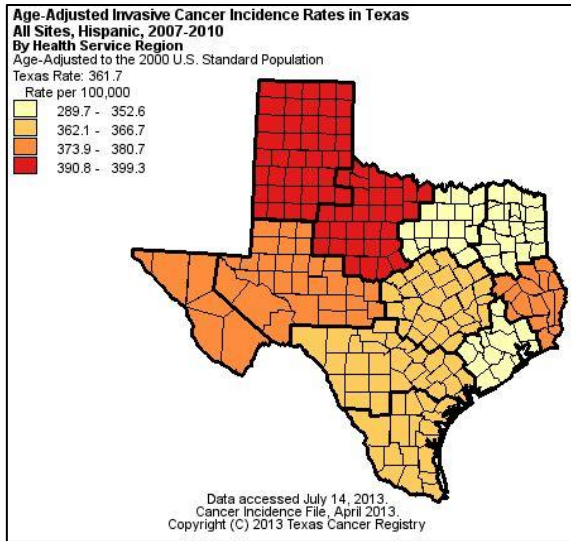 Age-Adjusted Invasive Cancer Incidence Rates in Texas
All Sites, Hispanic, 2007-2010
By Health Service Region
Age-Adjusted to the 2000 U.S. Standard Population
Texas Rate: 361.7
Rate per 100,000
289.7 - 352.6
362.1 - 366.7
373.9 - 380.7
390.8 - 399.3
Data accessed July 14, 2013.
Cancer Incidence File, April 2013.
Copyright (C) 2013 Texas Cancer Registry